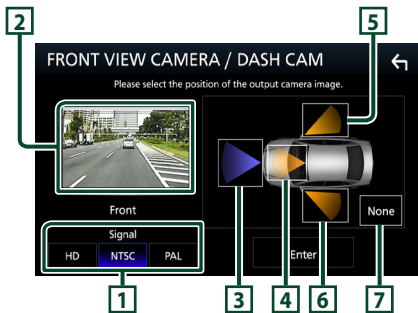 2
5
FRONT VIEW CAMERA / DASH CAM
Please select the position of the output camera image.
Front
Signal
HD NTSC PAL
None
Enter
1
3
4
6
7